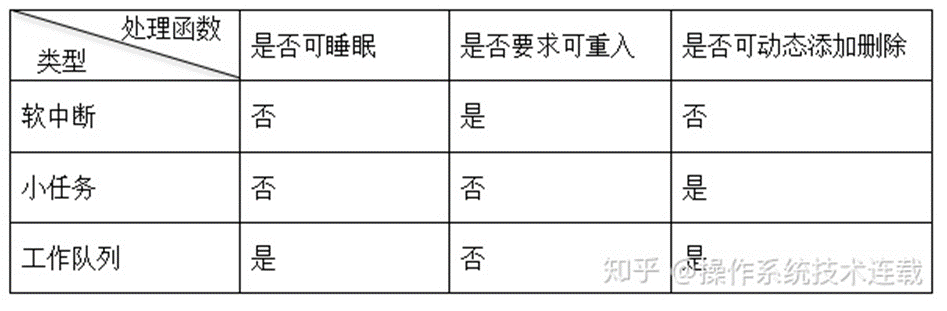 处理函数
类型
是否可睡眠
是否要求可重入
是否可动态添加删除
软中断
否
是
否
小任务
否
否
是
工作队列
是
否
是
知乎 @操作系统技术连载